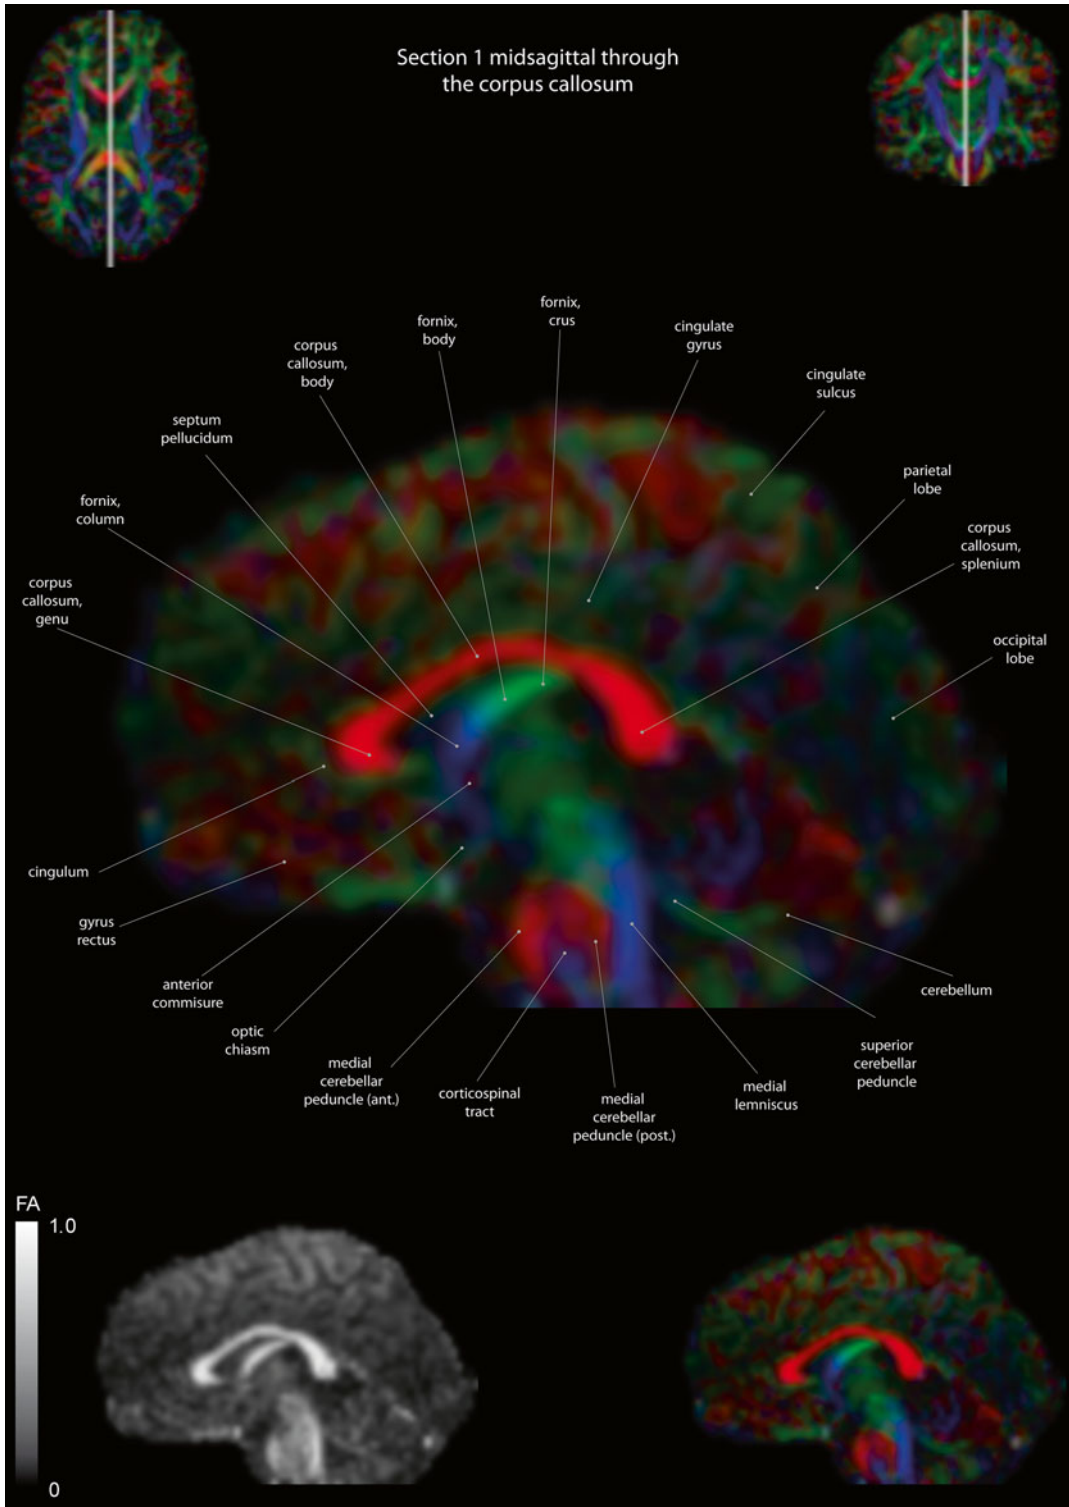 Section 1 midsagittal through
the corpus callosum
fornix,
crus
fornix,
body
cingulate
gyrus
corpus
callosum,
body
cingulate
sulcus
septum
pellucidum
parietal
lobe
fornix,
column
corpus
callosum,
splenium
corpus
callosum,
genu
occipital
lobe
cingulum
gyrus
rectus
anterior
commisure
cerebellum
optic
chiasm
superior
cerebellar
peduncle
medial
cerebellar
peduncle (ant.)
corticospinal
tract
medial
cerebellar
peduncle (post.)
medial
lemniscus
FA
1.0
0